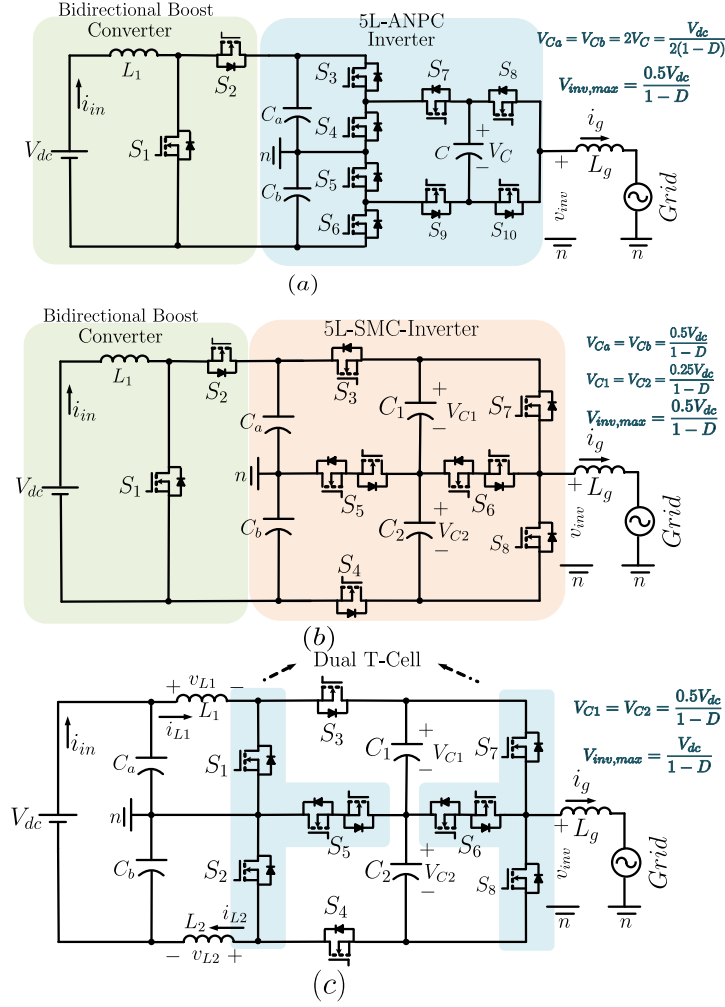 Bidirectional Boost
Converter
5L-ANPC
Inverter
V_{Ca} = V_{Cb} = 2V_C = \frac{V_{dc}}{2(1-D)}
V_{inv,max} = \frac{0.5V_{dc}}{1-D}
L_1
S_2
S_3
S_7
S_8
i_{in}
C_a
S_4
S_1
n
C
+
V_C
−
i_g
+
L_g
V_{dc}
C_b
S_5
S_6
S_9
S_{10}
v_{inv}
Grid
n
n
(a)
Bidirectional Boost
Converter
5L-SMC-Inverter
V_{Ca} = V_{Cb} = \frac{0.5V_{dc}}{1-D}
V_{C1} = V_{C2} = \frac{0.25V_{dc}}{1-D}
V_{inv,max} = \frac{0.5V_{dc}}{1-D}
L_1
S_2
S_3
i_{in}
C_a
C_1
+
V_{C1}
−
S_7
i_g
n
S_1
S_5
S_6
+
L_g
V_{dc}
C_b
C_2
+
V_{C2}
−
S_8
v_{inv}
Grid
S_4
n
n
(b)
Dual T-Cell
+ v_{L1} −
L_1
i_{L1}
S_3
V_{C1} = V_{C2} = \frac{0.5V_{dc}}{1-D}
V_{inv,max} = \frac{V_{dc}}{1-D}
i_{in}
C_a
S_1
C_1
+
V_{C1}
−
S_7
i_g
V_{dc}
n
S_5
S_6
+
L_g
C_b
S_2
C_2
+
V_{C2}
−
S_8
v_{inv}
Grid
L_2
i_{L2}
− v_{L2} +
S_4
n
n
(c)